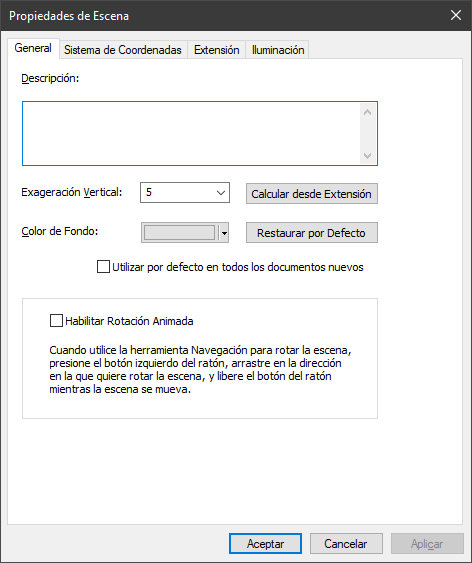 Propiedades de Escena
General Sistema de Coordenadas Extensión Iluminación
Descripción:
Exageración Vertical: 5 Calcular desde Extensión
Color de Fondo: Restaurar por Defecto
Utilizar por defecto en todos los documentos nuevos
Habilitar Rotación Animada
Cuando utilice la herramienta Navegación para rotar la escena,
presione el botón izquierdo del ratón, arrastre en la dirección
en la que quiere rotar la escena, y libere el botón del ratón
mientras la escena se mueva.
Aceptar Cancelar Aplicar